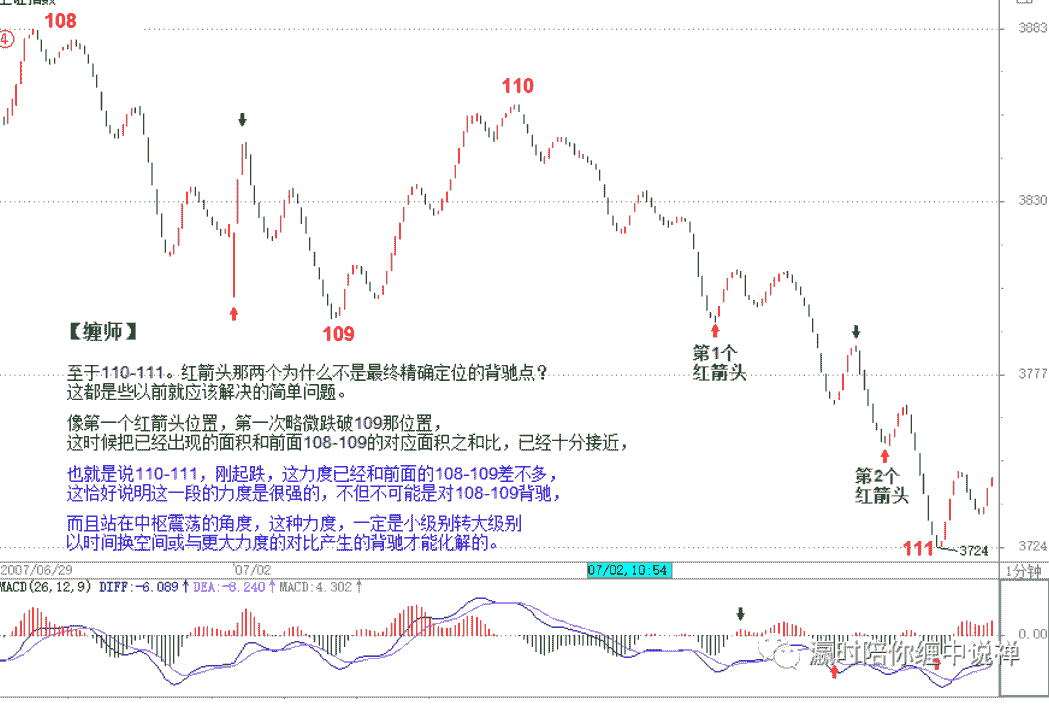 108
④
3883
110
3830
109
【缠师】
至于110-111。红箭头那两个为什么不是最终精确定位的背驰点？
这都是些以前就应该解决的简单问题。
像第一个红箭头位置，第一次略微跌破109那位置，
这时候把已经出现的面积和前面108-109的对应面积之和比，已经十分接近，
也就是说110-111，刚起跌，这力度已经和前面的108-109差不多，
这恰好说明这一段的力度是很强的，不但不可能是对108-109背驰，
而且站在中枢震荡的角度，这种力度，一定是小级别转大级别
以时间换空间或与更大力度的对比产生的背驰才能化解的。
第1个
红箭头
3777
第2个
红箭头
111
3724
3724
2007/06/29
07/02
07/02,10:54
1分钟
MACD(26,12,9) DIFF:-6.089↑ DEA:-8.240↑ MACD:4.302↑
0.00
赢时陪你缠中说禅